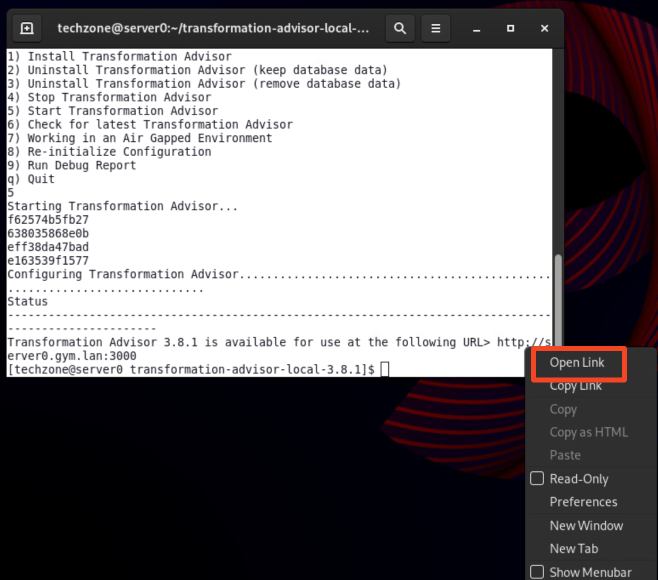 techzone@server0:~/transformation-advisor-local-...
1) Install Transformation Advisor
2) Uninstall Transformation Advisor (keep database data)
3) Uninstall Transformation Advisor (remove database data)
4) Stop Transformation Advisor
5) Start Transformation Advisor
6) Check for latest Transformation Advisor
7) Working in an Air Gapped Environment
8) Re-initialize Configuration
9) Run Debug Report
q) Quit
5
Starting Transformation Advisor...
f62574b5fb27
638035868e0b
eff38da47bad
e163539f1577
Configuring Transformation Advisor..............................................
.............................
Status
--------------------------------------------------------------------------------
----------------------
Transformation Advisor 3.8.1 is available for use at the following URL> http://s
erver0.gym.lan:3000
[techzone@server0 transformation-advisor-local-3.8.1]$
Open Link
Copy Link
Copy
Copy as HTML
Paste
Read-Only
Preferences
New Window
New Tab
Show Menubar